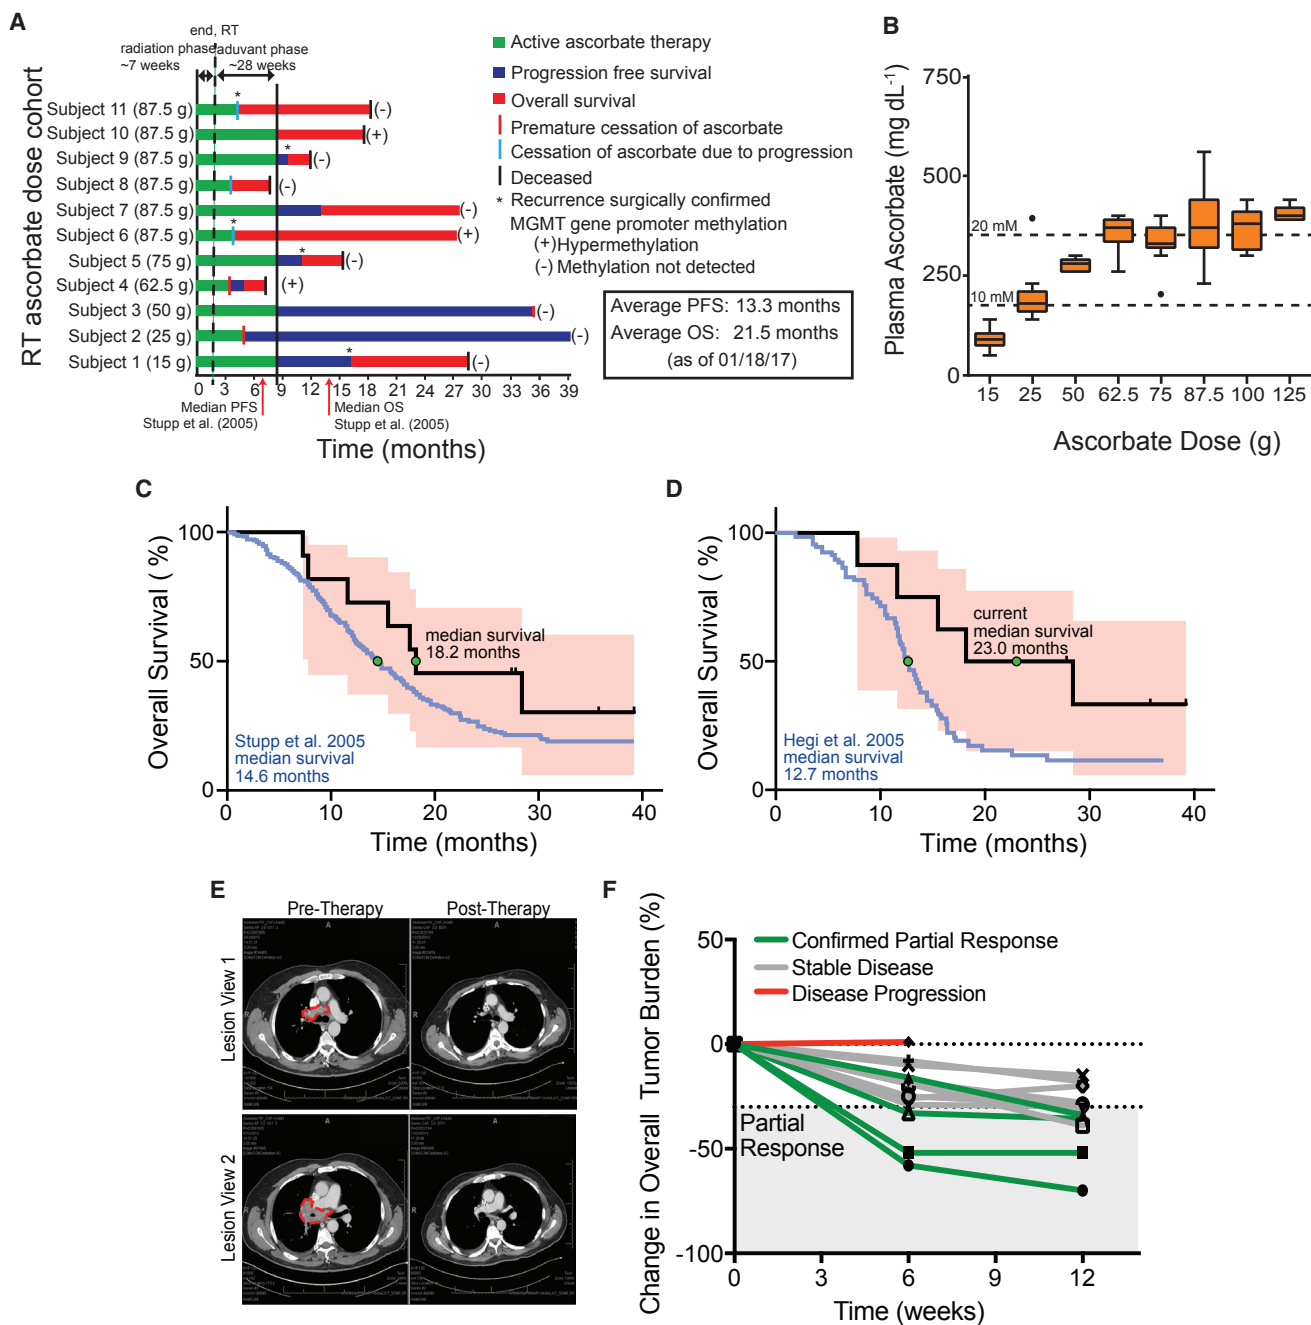 A
end, RT
radiation phase
aduvant phase
~7 weeks
~28 weeks
RT ascorbate dose cohort
Subject 11 (87.5 g)
*
(-)
Subject 10 (87.5 g)
(+)
Subject 9 (87.5 g)
*
(-)
Subject 8 (87.5 g)
(-)
Subject 7 (87.5 g)
(-)
Subject 6 (87.5 g)
*
(+)
Subject 5 (75 g)
*
(-)
Subject 4 (62.5 g)
(+)
Subject 3 (50 g)
(-)
Subject 2 (25 g)
(-)
Subject 1 (15 g)
*
(-)
0 3 6 9 12 15 18 21 24 27 30 33 36 39
Median PFS
Stupp et al. (2005)
Median OS
Stupp et al. (2005)
Time (months)
Active ascorbate therapy
Progression free survival
Overall survival
Premature cessation of ascorbate
Cessation of ascorbate due to progression
Deceased
* Recurrence surgically confirmed
MGMT gene promoter methylation
(+) Hypermethylation
(-) Methylation not detected
Average PFS: 13.3 months
Average OS: 21.5 months
(as of 01/18/17)
B
Plasma Ascorbate (mg dL⁻¹)
750
500
250
0
20 mM
10 mM
15 25 50 62.5 75 87.5 100 125
Ascorbate Dose (g)
C
Overall Survival ( %)
100
50
0
median survival
18.2 months
Stupp et al. 2005
median survival
14.6 months
0 10 20 30 40
Time (months)
D
Overall Survival ( %)
100
50
0
current
median survival
23.0 months
Hegi et al. 2005
median survival
12.7 months
0 10 20 30 40
Time (months)
E
Pre-Therapy
Post-Therapy
Lesion View 1
A
R
A
R
Lesion View 2
A
R
A
R
F
Change in Overall Tumor Burden (%)
50
0
-50
-100
Confirmed Partial Response
Stable Disease
Disease Progression
Partial
Response
0 3 6 9 12
Time (weeks)